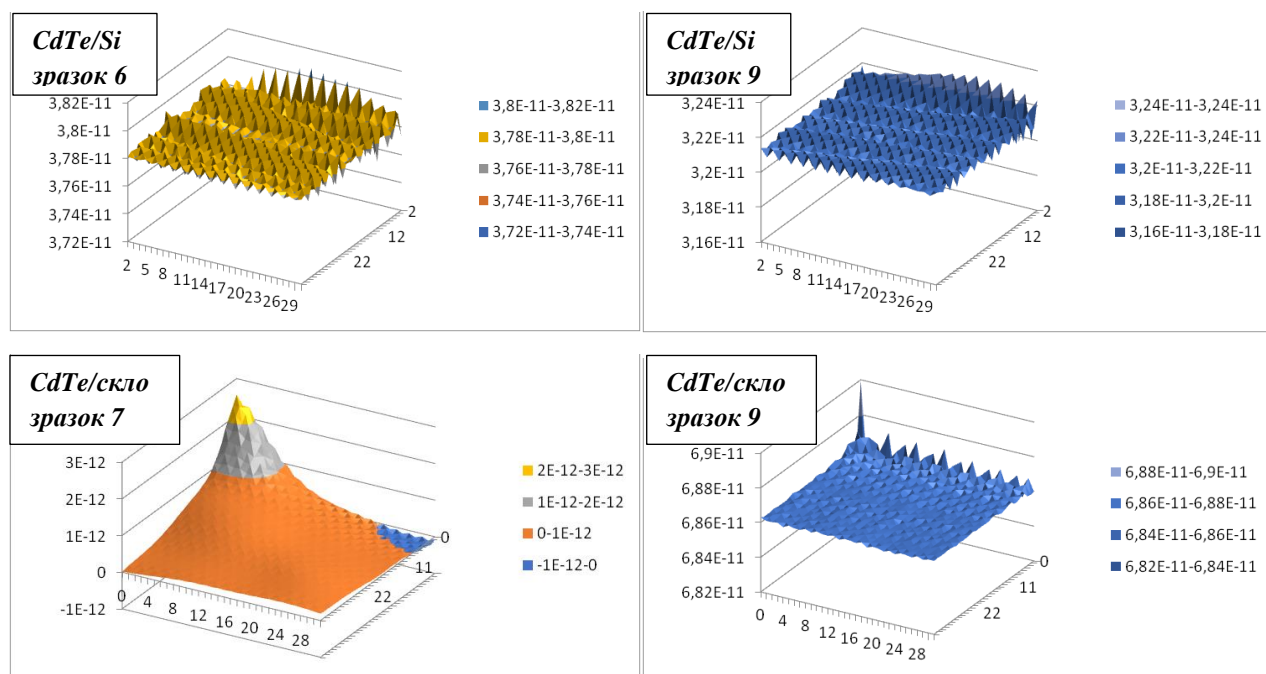 CdTe/Si
зразок 6
3,82E-11
3,8E-11
3,78E-11
3,76E-11
3,74E-11
3,72E-11
2 5 8 11 14 17 20 23 26 29
22
12
2
3,8E-11-3,82E-11
3,78E-11-3,8E-11
3,76E-11-3,78E-11
3,74E-11-3,76E-11
3,72E-11-3,74E-11
CdTe/Si
зразок 9
3,24E-11
3,22E-11
3,2E-11
3,18E-11
3,16E-11
2 5 8 11 14 17 20 23 26 29
22
12
2
3,24E-11-3,24E-11
3,22E-11-3,24E-11
3,2E-11-3,22E-11
3,18E-11-3,2E-11
3,16E-11-3,18E-11
CdTe/скло
зразок 7
3E-12
2E-12
1E-12
0
-1E-12
0 4 8 12 16 20 24 28
22
11
0
2E-12-3E-12
1E-12-2E-12
0-1E-12
-1E-12-0
CdTe/скло
зразок 9
6,9E-11
6,88E-11
6,86E-11
6,84E-11
6,82E-11
0 4 8 12 16 20 24 28
22
11
0
6,88E-11-6,9E-11
6,86E-11-6,88E-11
6,84E-11-6,86E-11
6,82E-11-6,84E-11